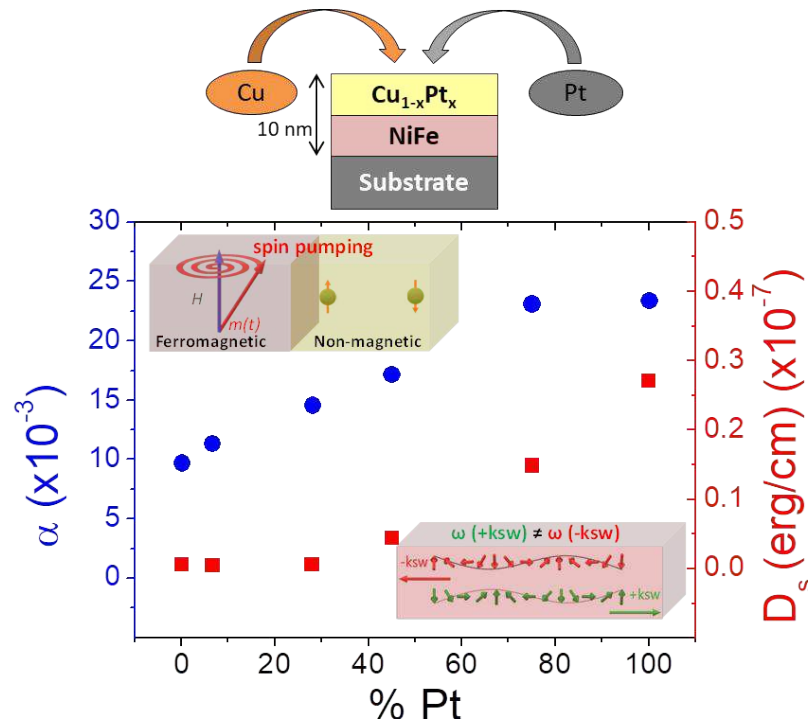 Cu
Pt
Cu1-xPtx
10 nm
NiFe
Substrate
30
25
20
15
10
5
0
α (x10-3)
0.5
0.4
0.3
0.2
0.1
0.0
Ds (erg/cm) (x10-7)
spin pumping
H
m(t)
Ferromagnetic
Non-magnetic
ω (+ksw) ≠ ω (-ksw)
-ksw
+ksw
0 20 40 60 80 100
% Pt